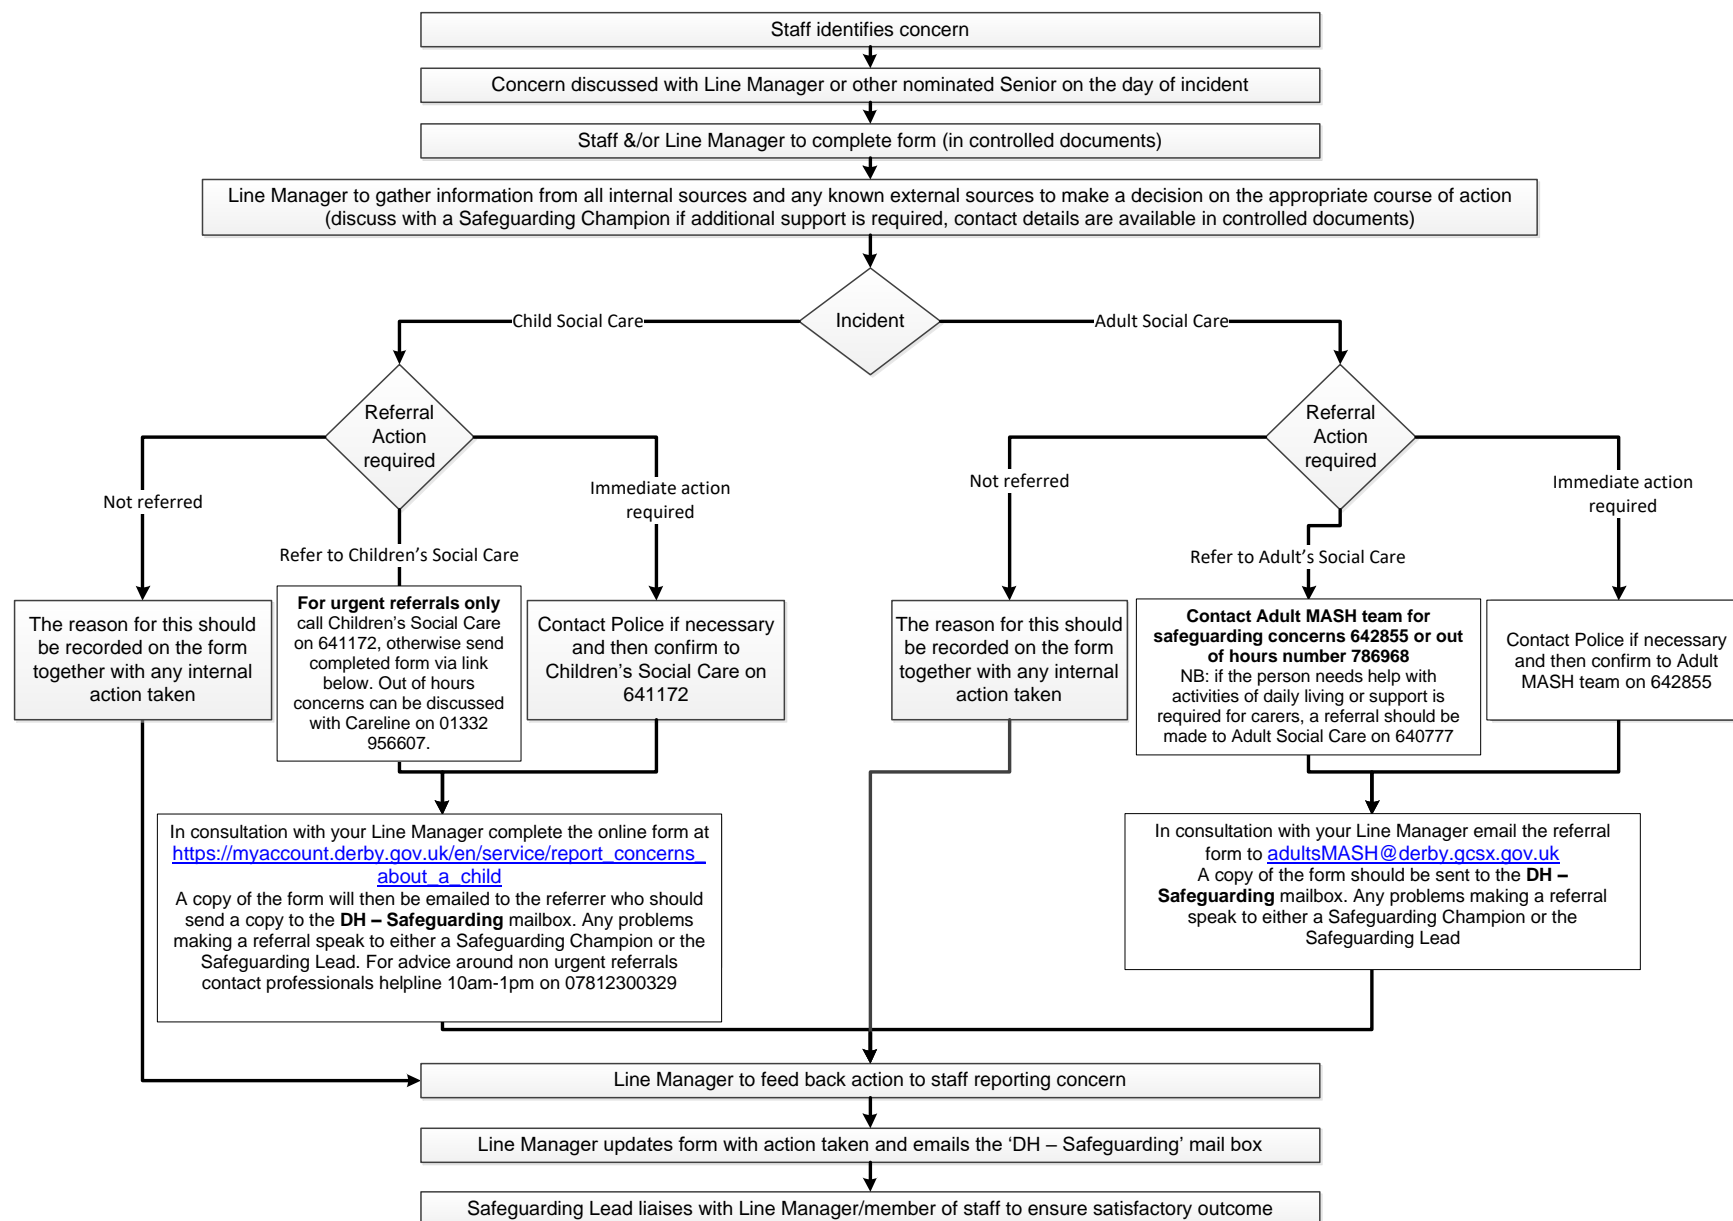 Staff identifies concern
Concern discussed with Line Manager or other nominated Senior on the day of incident
Staff &/or Line Manager to complete form (in controlled documents)
Line Manager to gather information from all internal sources and any known external sources to make a decision on the appropriate course of action
(discuss with a Safeguarding Champion if additional support is required, contact details are available in controlled documents)
Incident
Child Social Care
Adult Social Care
Referral
Action
required
Not referred
Immediate action
required
Refer to Children's Social Care
The reason for this should
be recorded on the form
together with any internal
action taken
For urgent referrals only
call Children's Social Care
on 641172, otherwise send
completed form via link
below. Out of hours
concerns can be discussed
with Careline on 01332
956607.
Contact Police if necessary
and then confirm to
Children's Social Care on
641172
In consultation with your Line Manager complete the online form at
https://myaccount.derby.gov.uk/en/service/report_concerns_
about_a_child
A copy of the form will then be emailed to the referrer who should
send a copy to the DH – Safeguarding mailbox. Any problems
making a referral speak to either a Safeguarding Champion or the
Safeguarding Lead. For advice around non urgent referrals
contact professionals helpline 10am-1pm on 07812300329
Referral
Action
required
Not referred
Immediate action
required
Refer to Adult's Social Care
The reason for this should
be recorded on the form
together with any internal
action taken
Contact Adult MASH team for
safeguarding concerns 642855 or out
of hours number 786968
NB: if the person needs help with
activities of daily living or support is
required for carers, a referral should be
made to Adult Social Care on 640777
Contact Police if necessary
and then confirm to Adult
MASH team on 642855
In consultation with your Line Manager email the referral
form to adultsMASH@derby.gcsx.gov.uk
A copy of the form should be sent to the DH –
Safeguarding mailbox. Any problems making a referral
speak to either a Safeguarding Champion or the
Safeguarding Lead
Line Manager to feed back action to staff reporting concern
Line Manager updates form with action taken and emails the 'DH – Safeguarding' mail box
Safeguarding Lead liaises with Line Manager/member of staff to ensure satisfactory outcome